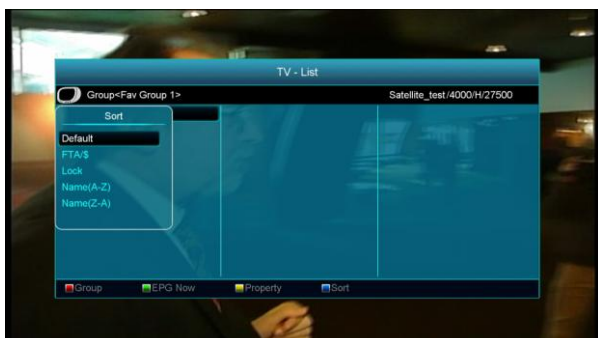 TV - List
Group<Fav Group 1>
Satellite_test/4000/H/27500
Sort
Default
FTA/$
Lock
Name(A-Z)
Name(Z-A)
Group EPG Now Property Sort